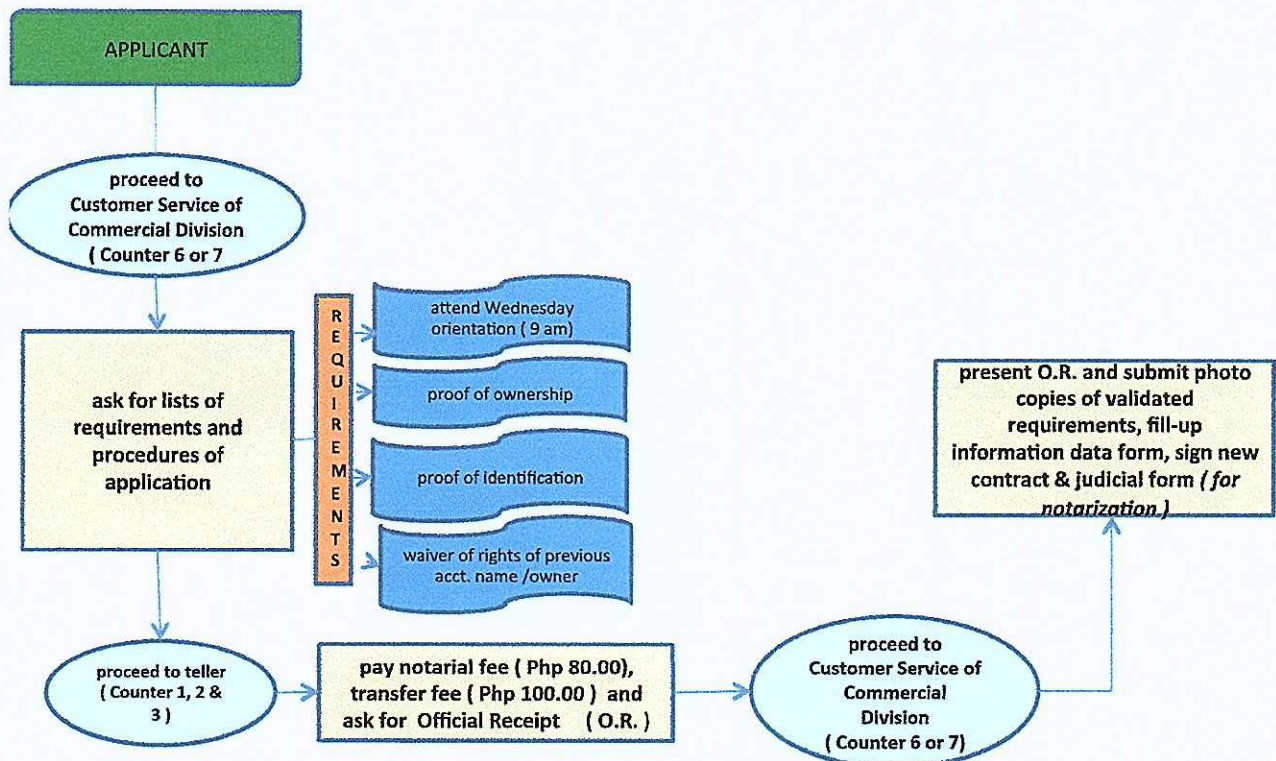 APPLICANT
proceed to
Customer Service of
Commercial Division
( Counter 6 or 7
ask for lists of
requirements and
procedures of
application
REQUIREMENTS
attend Wednesday
orientation ( 9 am)
proof of ownership
proof of identification
waiver of rights of previous
acct. name /owner
proceed to teller
( Counter 1, 2 &
3 )
pay notarial fee ( Php 80.00),
transfer fee ( Php 100.00 ) and
ask for Official Receipt ( O.R. )
proceed to
Customer Service of
Commercial
Division
( Counter 6 or 7)
present O.R. and submit photo
copies of validated
requirements, fill-up
information data form, sign new
contract & judicial form ( for
notarization )